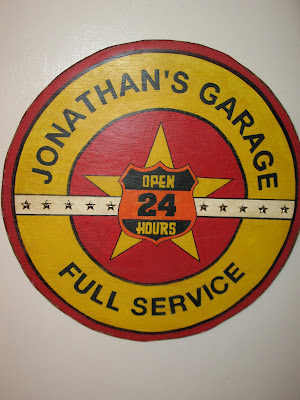 JONATHAN'S GARAGE
OPEN
24
HOURS
FULL SERVICE